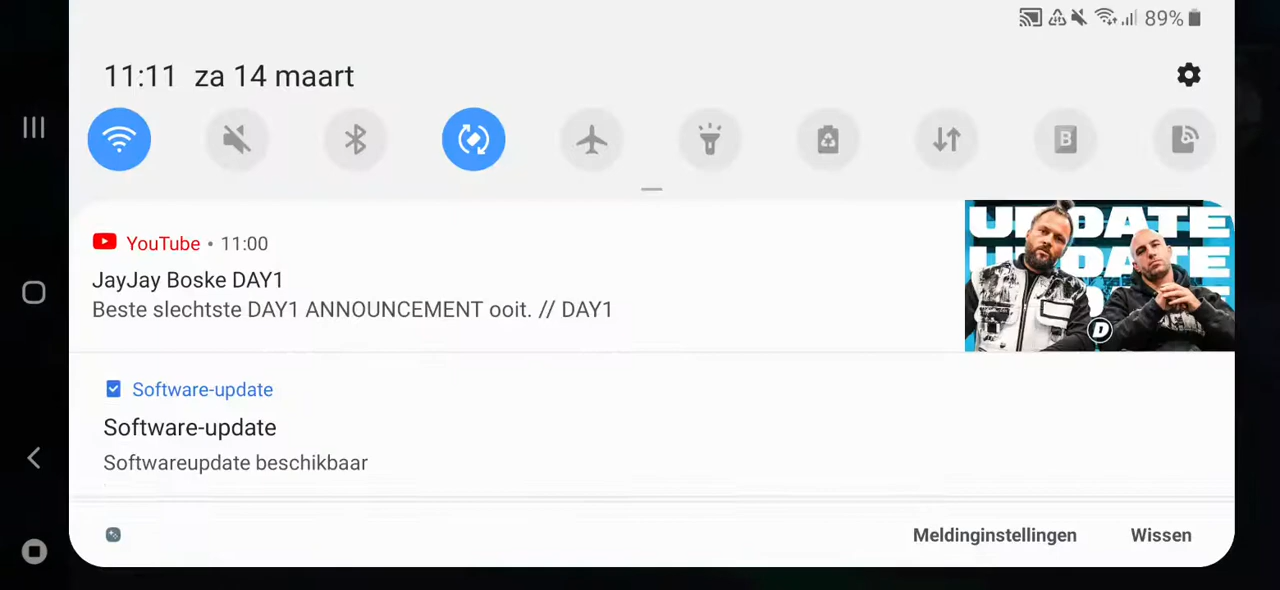 89%
11:11 za 14 maart
B
YouTube • 11:00
JayJay Boske DAY1
Beste slechtste DAY1 ANNOUNCEMENT ooit. // DAY1
UPDATE
UPDATE
D
Software-update
Software-update
Softwareupdate beschikbaar
Meldinginstellingen Wissen